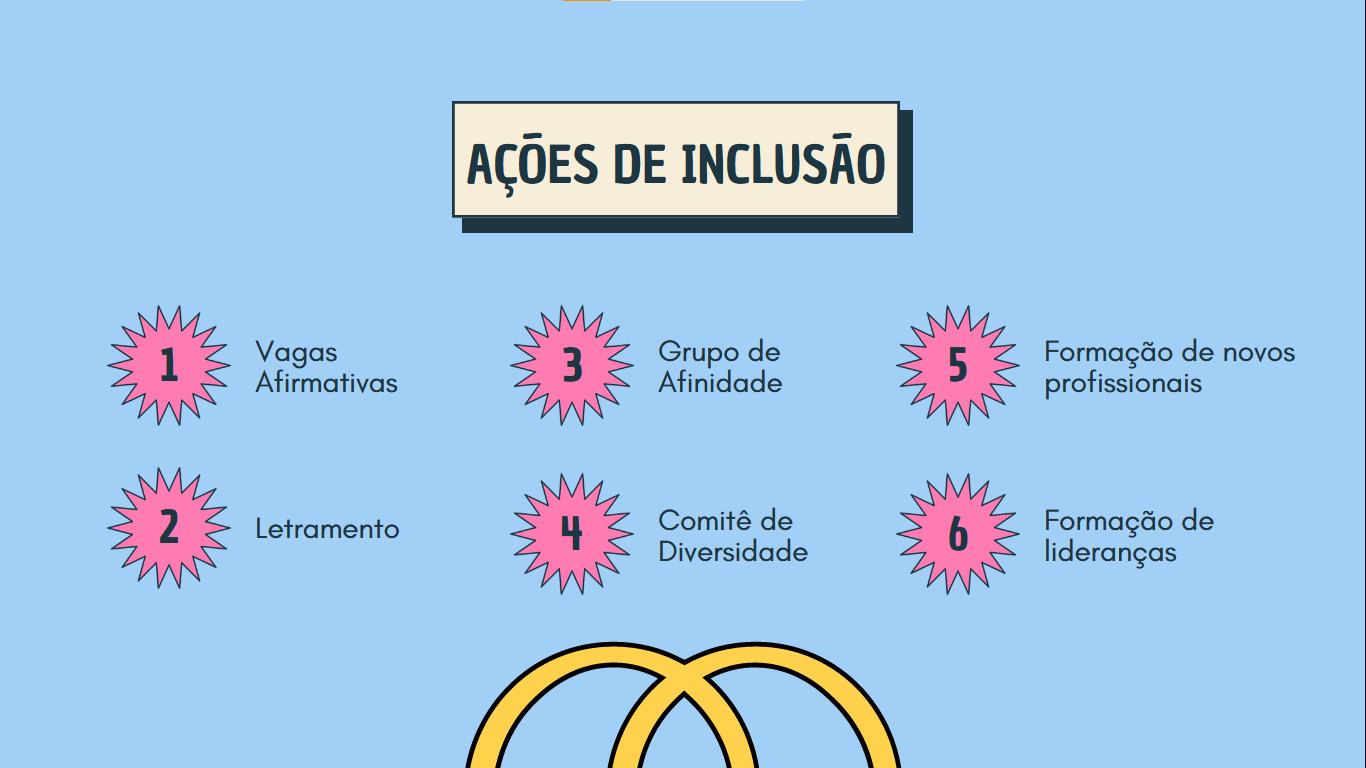 AÇÕES DE INCLUSÃO
1
Vagas
Afirmativas
2
Letramento
3
Grupo de
Afinidade
4
Comitê de
Diversidade
5
Formação de novos
profissionais
6
Formação de
lideranças